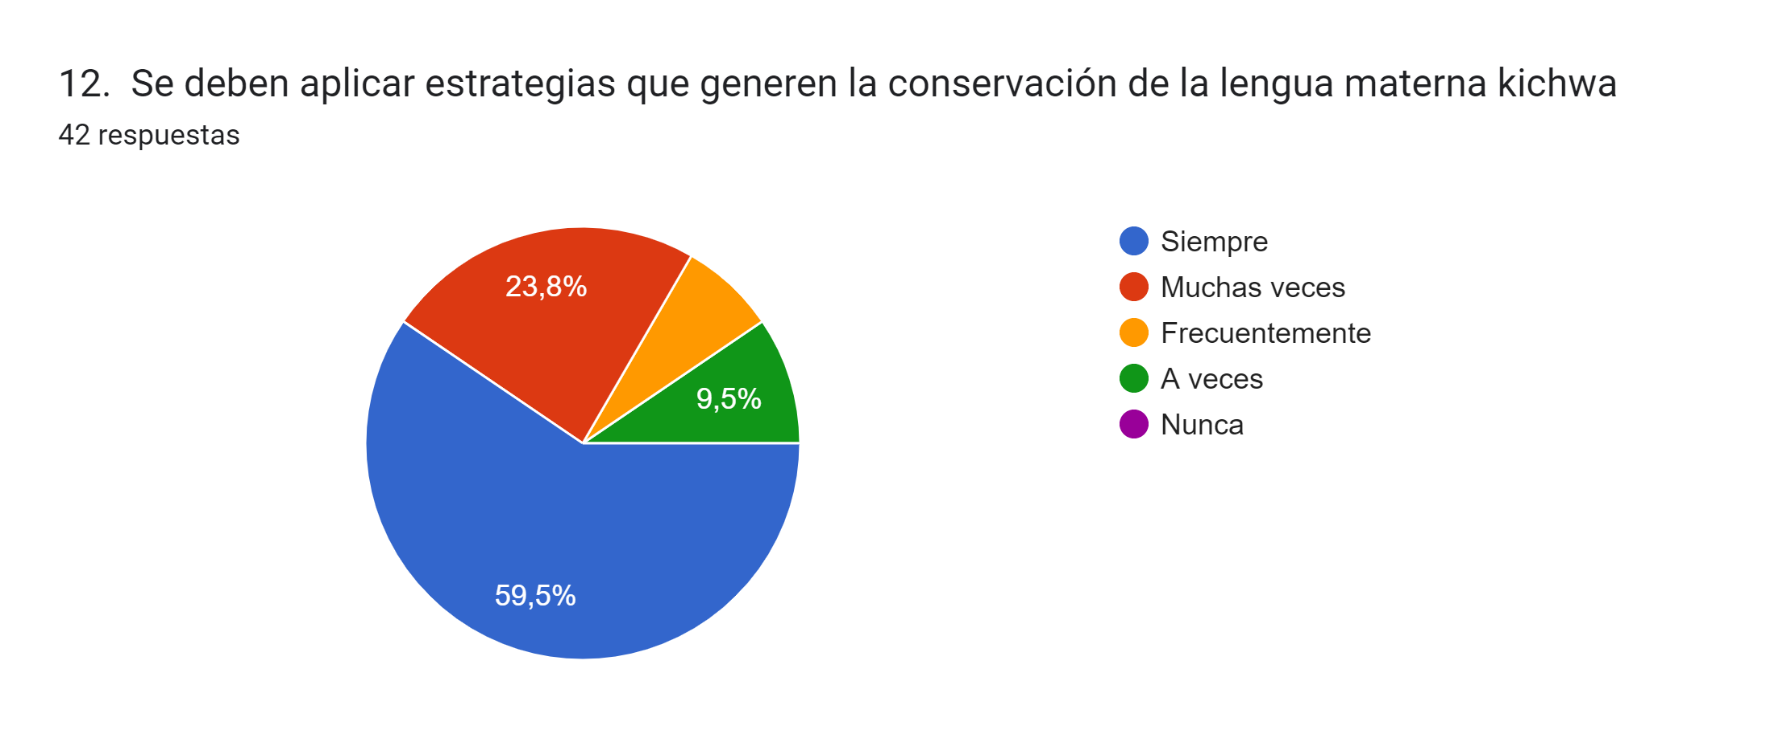 12. Se deben aplicar estrategias que generen la conservación de la lengua materna kichwa
42 respuestas
23,8%
9,5%
59,5%
Siempre
Muchas veces
Frecuentemente
A veces
Nunca